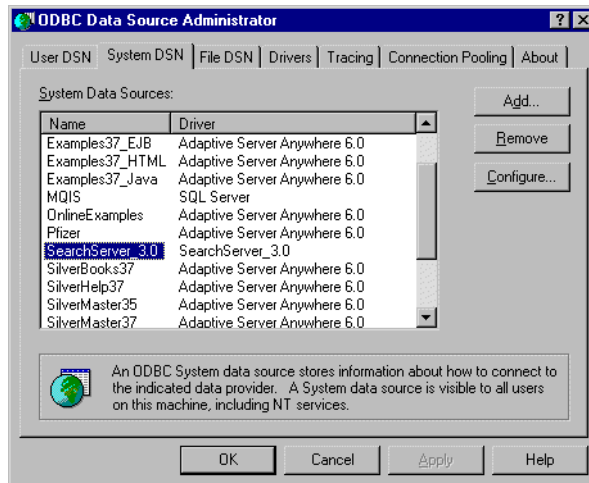 ODBC Data Source Administrator
User DSN System DSN File DSN Drivers Tracing Connection Pooling About
System Data Sources:
Name Driver
Examples37_EJB Adaptive Server Anywhere 6.0
Examples37_HTML Adaptive Server Anywhere 6.0
Examples37_Java Adaptive Server Anywhere 6.0
MQIS SQL Server
OnlineExamples Adaptive Server Anywhere 6.0
Pfizer Adaptive Server Anywhere 6.0
SearchServer_3.0 SearchServer_3.0
SilverBooks37 Adaptive Server Anywhere 6.0
SilverHelp37 Adaptive Server Anywhere 6.0
SilverMaster35 Adaptive Server Anywhere 6.0
SilverMaster37 Adaptive Server Anywhere 6.0
Add...
Remove
Configure...
An ODBC System data source stores information about how to connect to
the indicated data provider. A System data source is visible to all users
on this machine, including NT services.
OK Cancel Apply Help